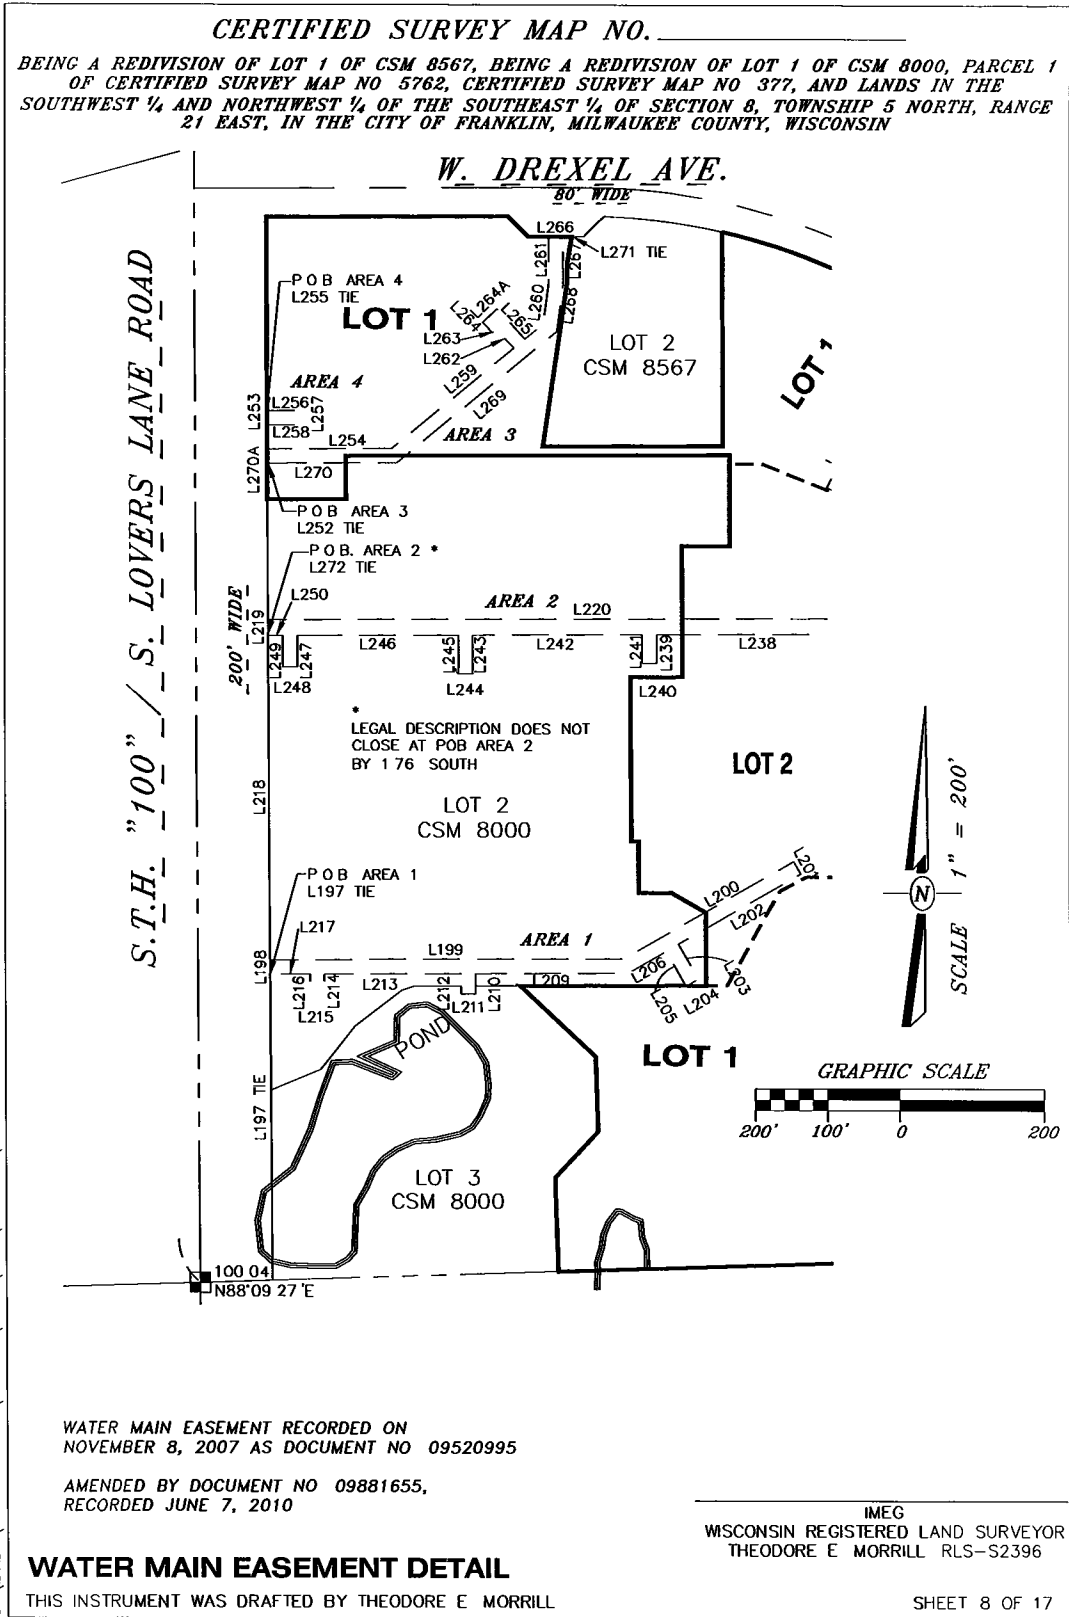 CERTIFIED SURVEY MAP NO.
BEING A REDIVISION OF LOT 1 OF CSM 8567, BEING A REDIVISION OF LOT 1 OF CSM 8000, PARCEL 1
OF CERTIFIED SURVEY MAP NO 5762, CERTIFIED SURVEY MAP NO 377, AND LANDS IN THE
SOUTHWEST ¼ AND NORTHWEST ¼ OF THE SOUTHEAST ¼ OF SECTION 8, TOWNSHIP 5 NORTH, RANGE
21 EAST, IN THE CITY OF FRANKLIN, MILWAUKEE COUNTY, WISCONSIN
W. DREXEL AVE.
80' WIDE
L266
L271 TIE
L261
L267
L260
L268
P O B AREA 4
L255 TIE
LOT 1
L264A
L264
L265
L263
L262
LOT 2
CSM 8567
LOT 1
L259
L269
AREA 4
L253
L256
L257
L258
L254
AREA 3
L270A
L270
P O B AREA 3
L252 TIE
P O B. AREA 2 *
L272 TIE
L250
200' WIDE
L219
AREA 2
L220
L249
L247
L246
L245
L243
L242
L241
L239
L238
L248
L244
L240
*
LEGAL DESCRIPTION DOES NOT
CLOSE AT POB AREA 2
BY 1 76 SOUTH
LOT 2
L218
LOT 2
CSM 8000
S.T.H. "100" / S. LOVERS LANE ROAD
N
SCALE 1" = 200'
P O B AREA 1
L197 TIE
L201
L200
L202
L217
AREA 1
L199
L198
L206
L203
L216
L214
L213
L212
L210
L209
L215
L211
L205
L204
POND
LOT 1
GRAPHIC SCALE
200' 100' 0 200
L197 TIE
LOT 3
CSM 8000
100 04
N88°09 27 'E
WATER MAIN EASEMENT RECORDED ON
NOVEMBER 8, 2007 AS DOCUMENT NO 09520995
AMENDED BY DOCUMENT NO 09881655,
RECORDED JUNE 7, 2010
IMEG
WISCONSIN REGISTERED LAND SURVEYOR
THEODORE E MORRILL RLS-S2396
WATER MAIN EASEMENT DETAIL
THIS INSTRUMENT WAS DRAFTED BY THEODORE E MORRILL
SHEET 8 OF 17